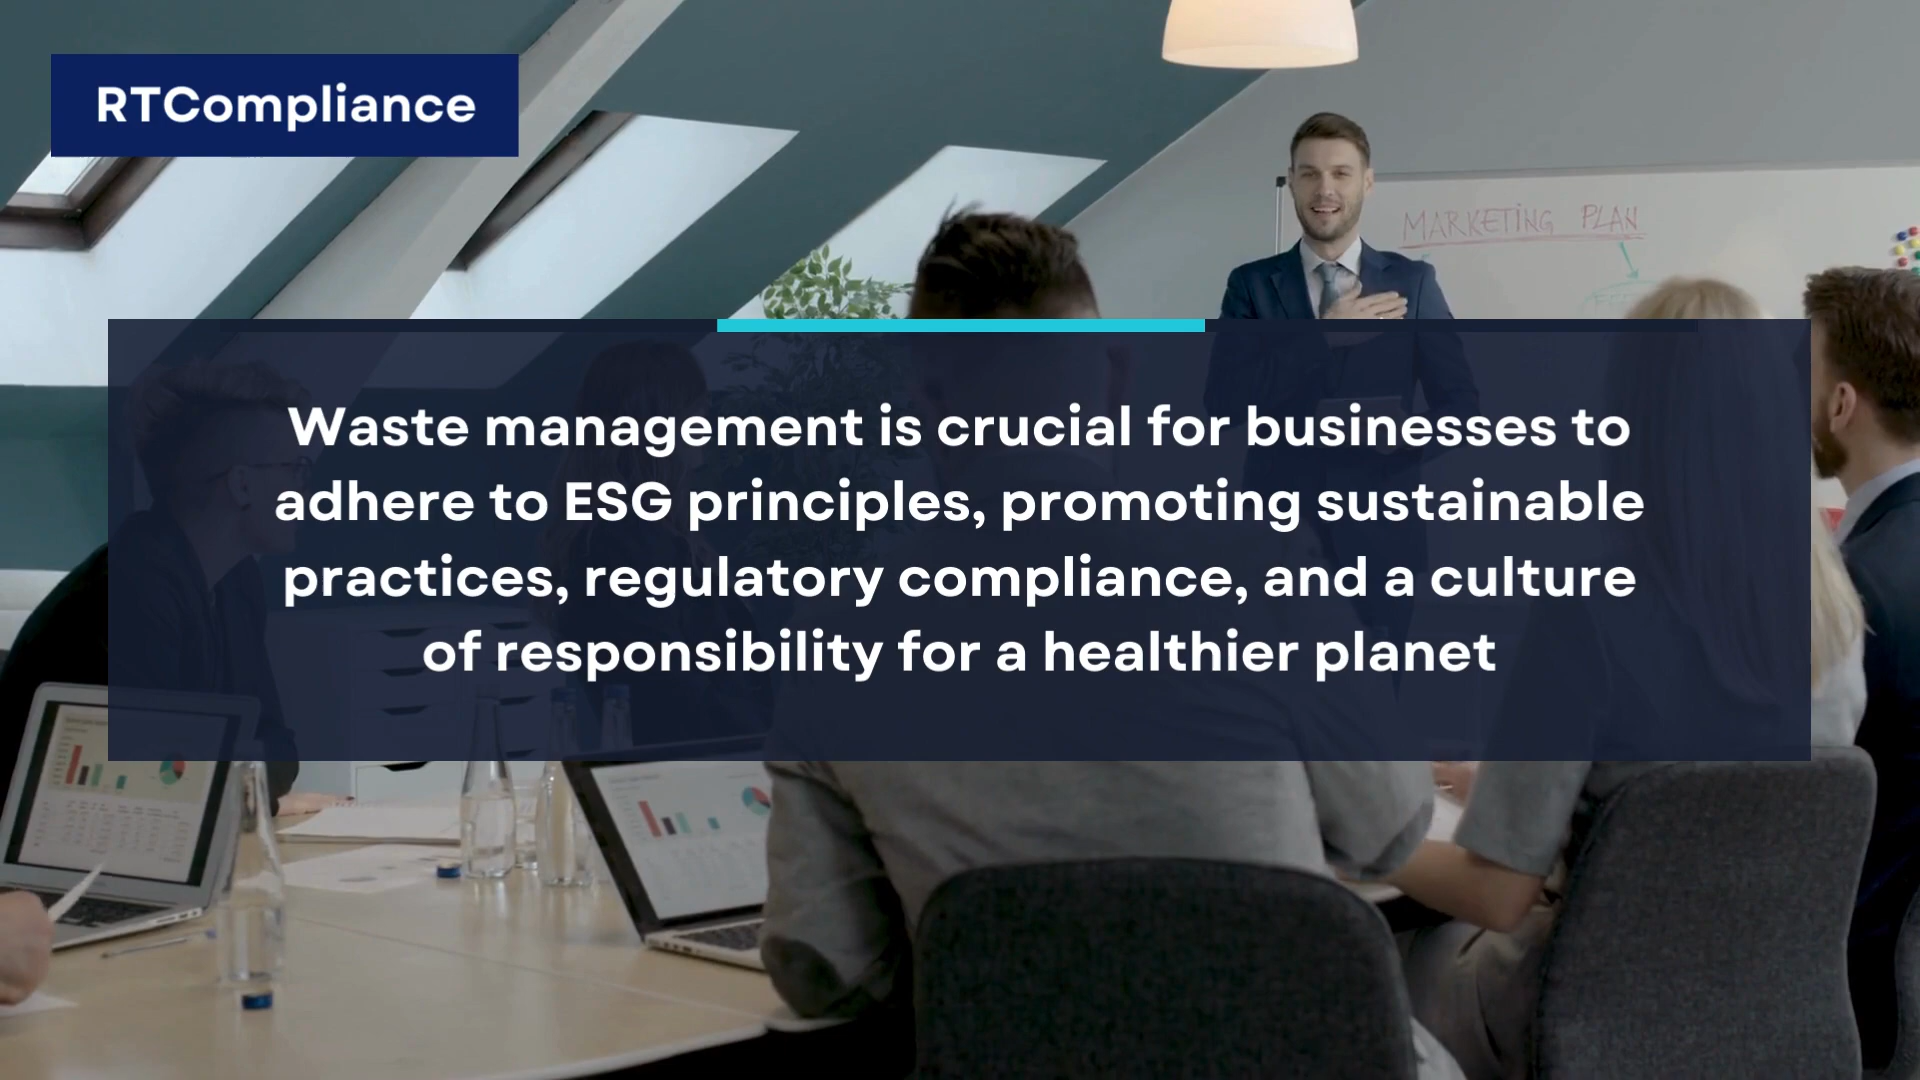 RTCompliance
MARKETING PLAN
Waste management is crucial for businesses to
adhere to ESG principles, promoting sustainable
practices, regulatory compliance, and a culture
of responsibility for a healthier planet